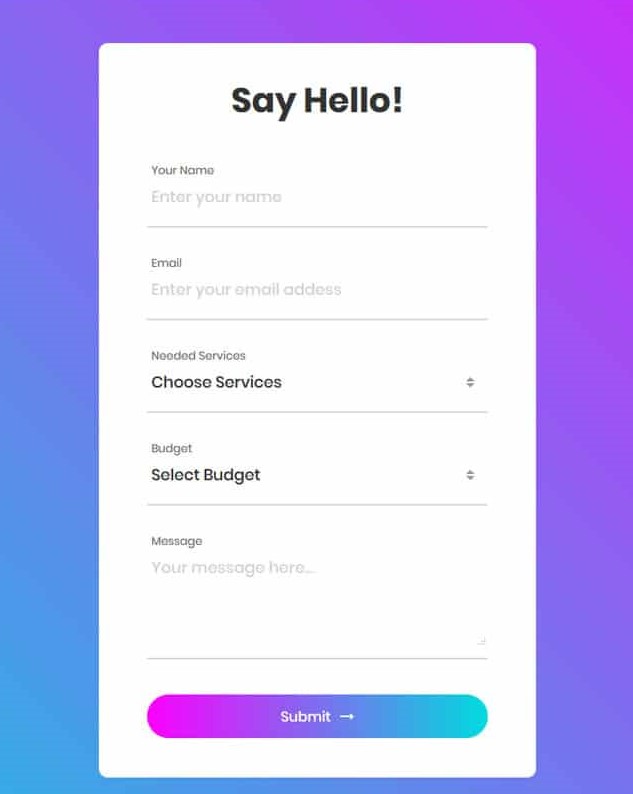 Say Hello!
Your Name
Enter your name
Email
Enter your email addess
Needed Services
Choose Services
Budget
Select Budget
Message
Your message here...
Submit →